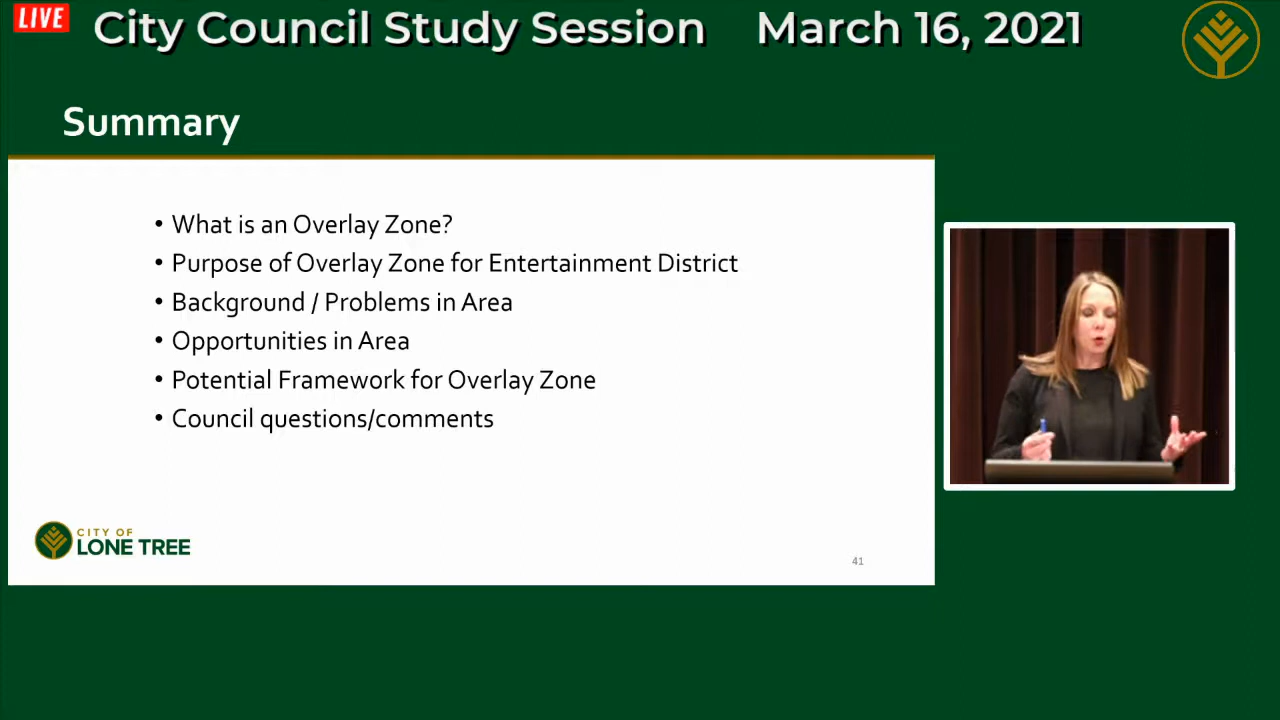 LIVE
City Council Study Session March 16, 2021
Summary
• What is an Overlay Zone?
• Purpose of Overlay Zone for Entertainment District
• Background / Problems in Area
• Opportunities in Area
• Potential Framework for Overlay Zone
• Council questions/comments
CITY OF
LONE TREE
41